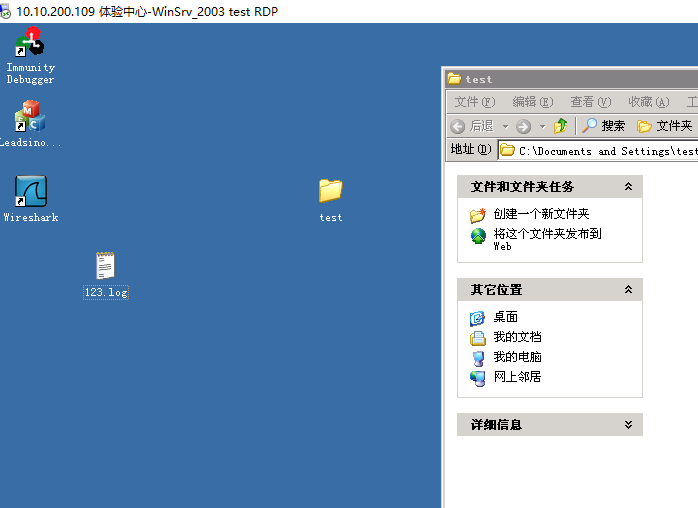 10.10.200.109 体验中心-WinSrv_2003 test RDP
Immunity
Debugger
Leadsino...
Wireshark
test
123.log
test
文件(F) 编辑(E) 查看(V) 收藏(A) 工
后退 搜索 文件夹
地址(D) C:\Documents and Settings\test
文件和文件夹任务
创建一个新文件夹
将这个文件夹发布到
Web
其它位置
桌面
我的文档
我的电脑
网上邻居
详细信息